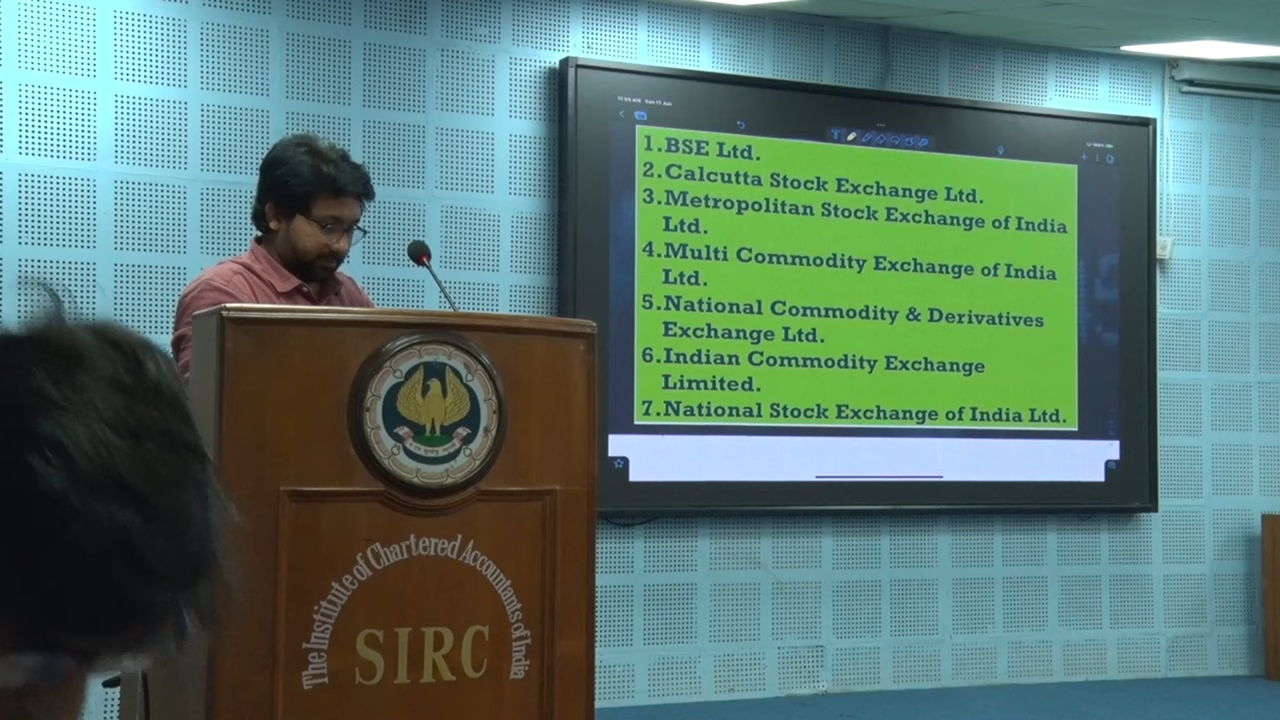 1. BSE Ltd.
2. Calcutta Stock Exchange Ltd.
3. Metropolitan Stock Exchange of India
Ltd.
4. Multi Commodity Exchange of India
Ltd.
5. National Commodity & Derivatives
Exchange Ltd.
6. Indian Commodity Exchange
Limited.
7. National Stock Exchange of India Ltd.
The Institute of Chartered Accountants of India
SIRC